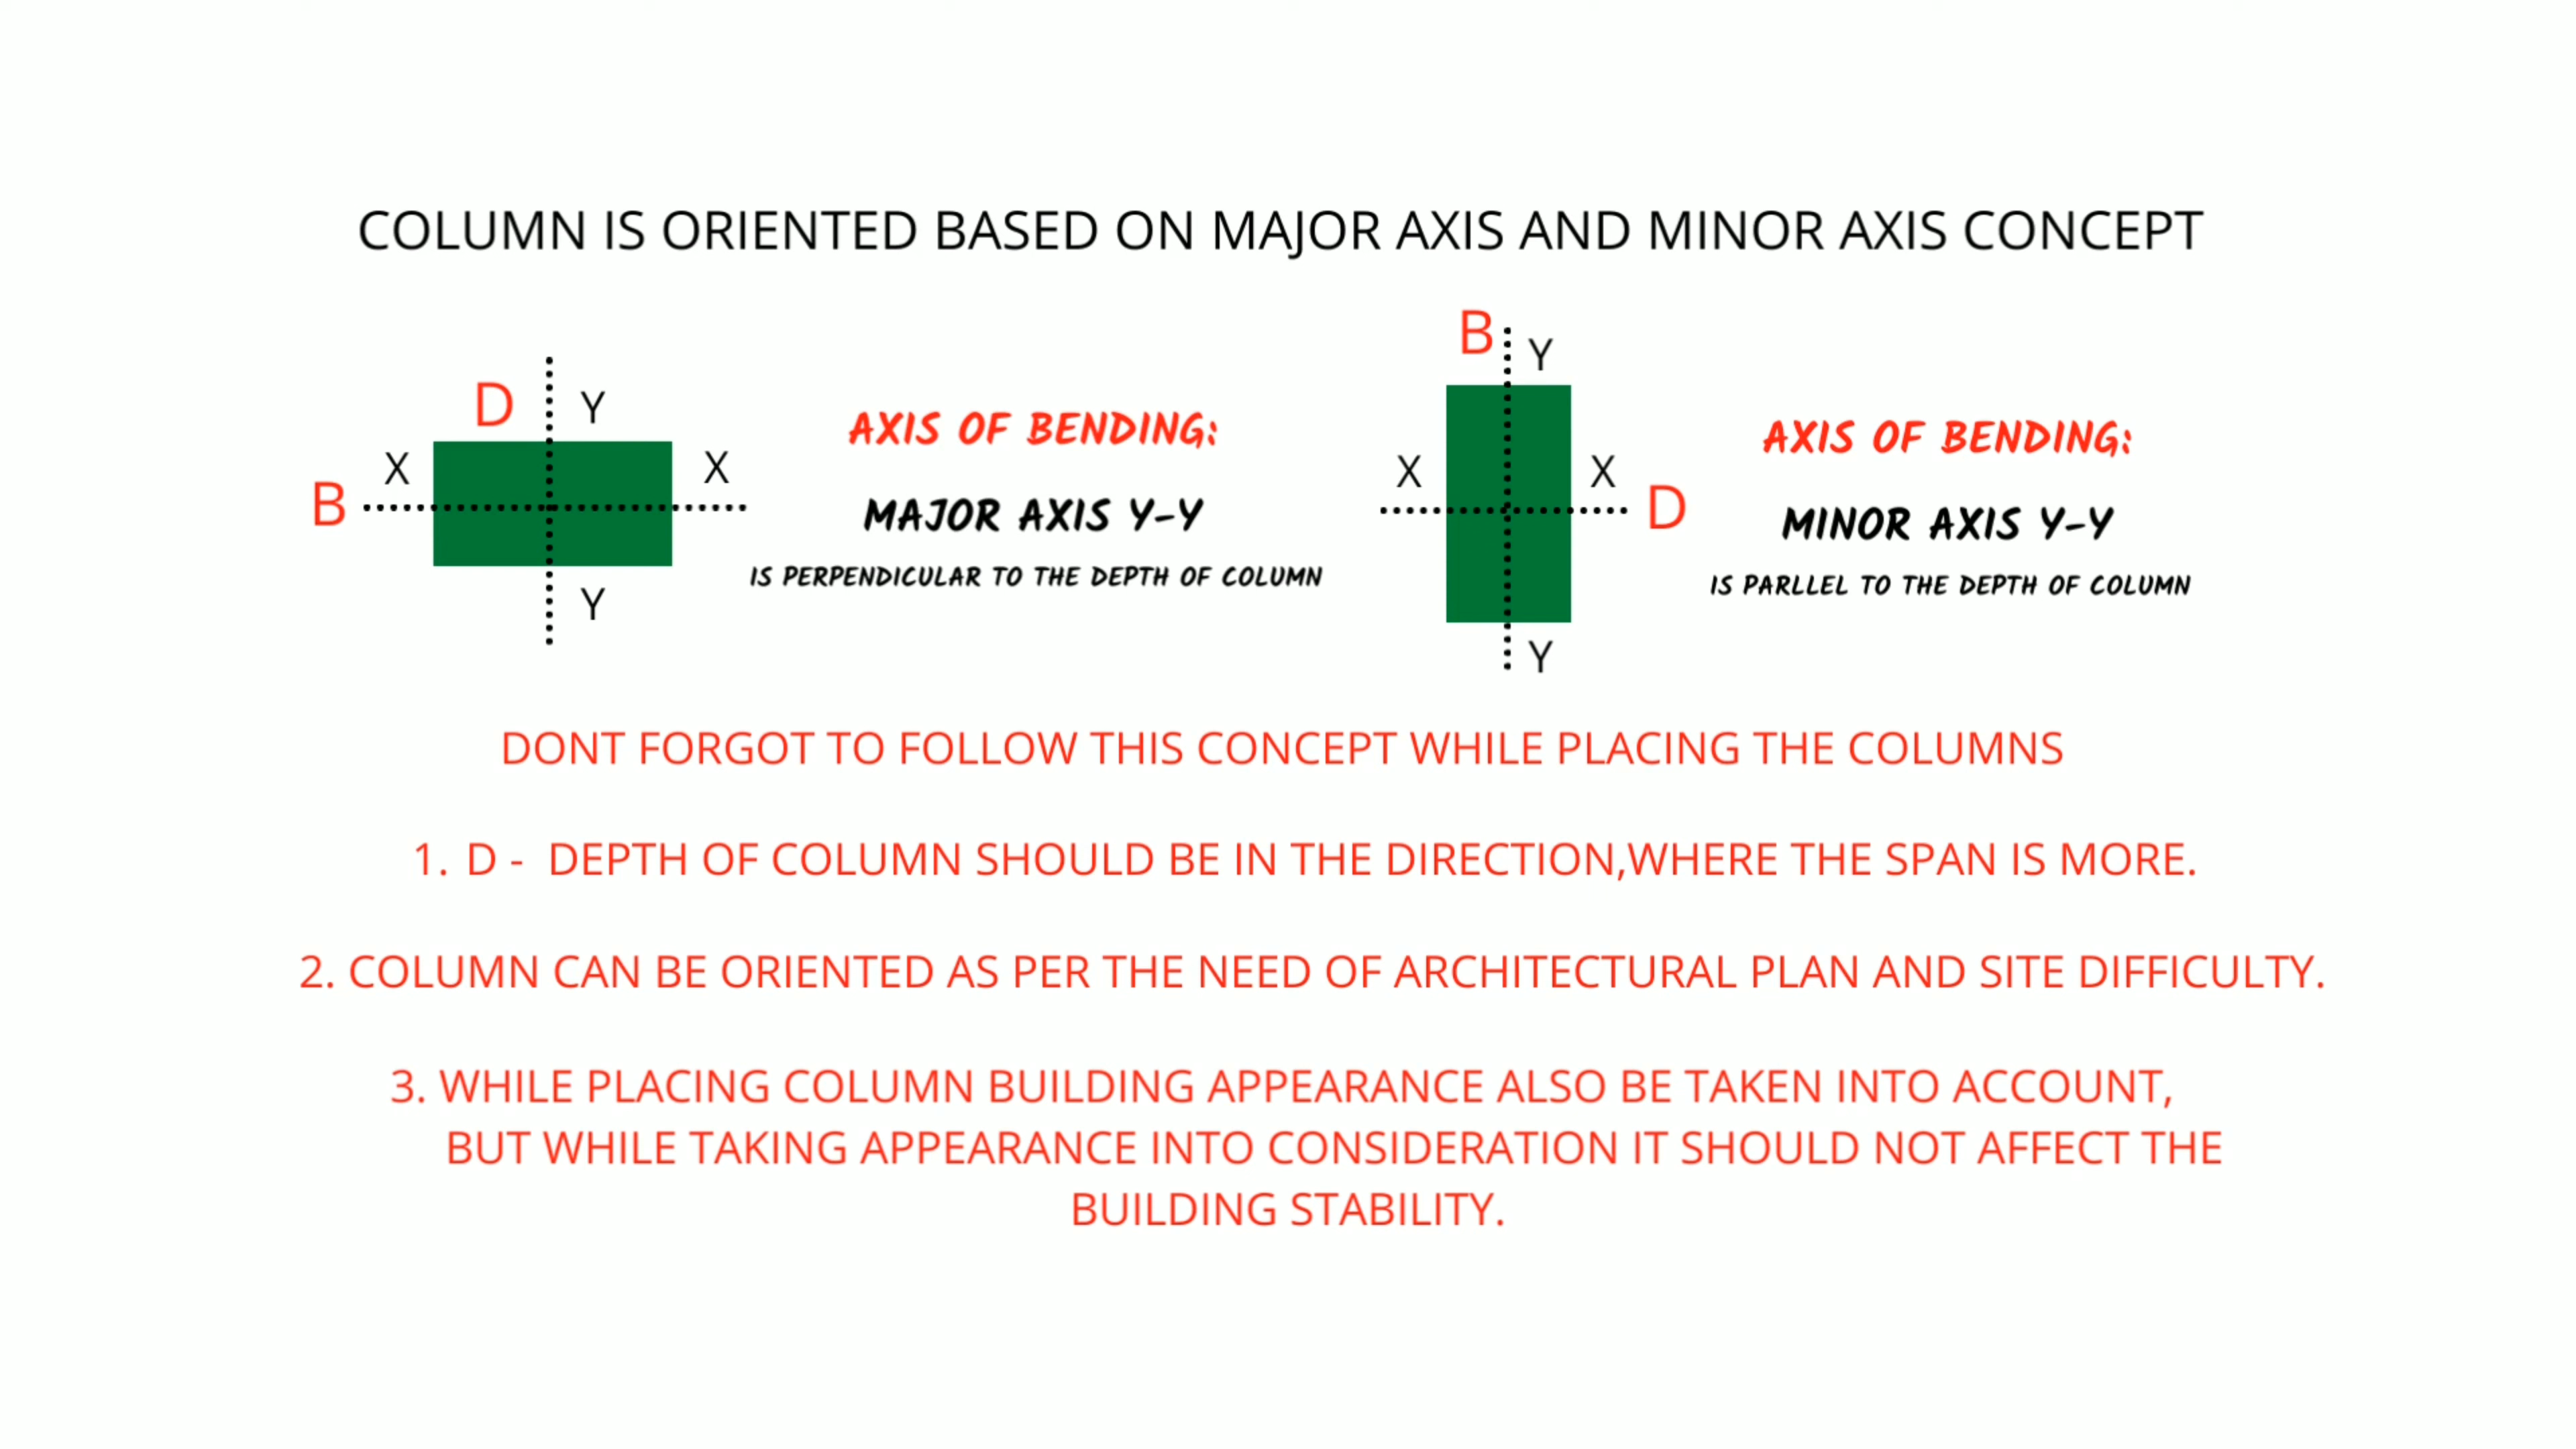 COLUMN IS ORIENTED BASED ON MAJOR AXIS AND MINOR AXIS CONCEPT
D
Y
X
X
B
Y
AXIS OF BENDING:
MAJOR AXIS Y-Y
IS PERPENDICULAR TO THE DEPTH OF COLUMN
B
Y
X
X
D
Y
AXIS OF BENDING:
MINOR AXIS Y-Y
IS PARLLEL TO THE DEPTH OF COLUMN
DONT FORGOT TO FOLLOW THIS CONCEPT WHILE PLACING THE COLUMNS
1. D - DEPTH OF COLUMN SHOULD BE IN THE DIRECTION,WHERE THE SPAN IS MORE.
2. COLUMN CAN BE ORIENTED AS PER THE NEED OF ARCHITECTURAL PLAN AND SITE DIFFICULTY.
3. WHILE PLACING COLUMN BUILDING APPEARANCE ALSO BE TAKEN INTO ACCOUNT,
BUT WHILE TAKING APPEARANCE INTO CONSIDERATION IT SHOULD NOT AFFECT THE
BUILDING STABILITY.